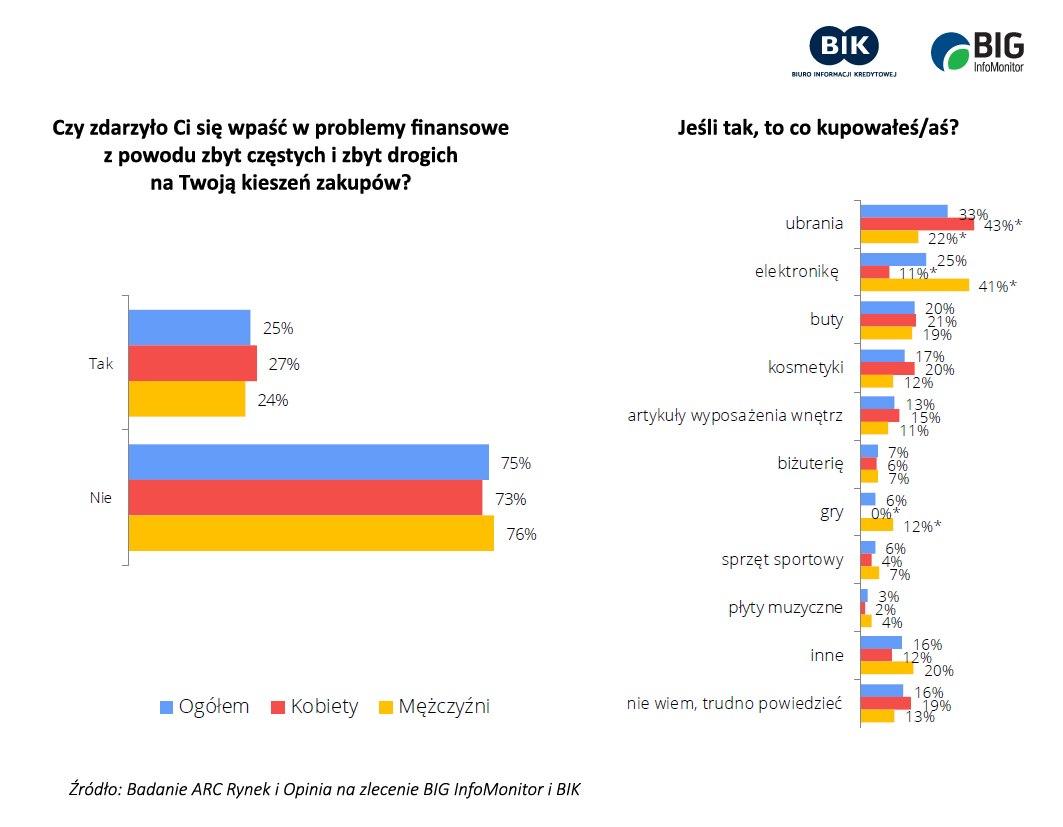 BIK
BIURO INFORMACJI KREDYTOWEJ
BIG
InfoMonitor
Czy zdarzyło Ci się wpaść w problemy finansowe
z powodu zbyt częstych i zbyt drogich
na Twoją kieszeń zakupów?
Tak
25%
27%
24%
Nie
75%
73%
76%
Ogółem Kobiety Mężczyźni
Jeśli tak, to co kupowałeś/aś?
ubrania
33%
43%*
22%*
elektronikę
25%
11%*
41%*
buty
20%
21%
19%
kosmetyki
17%
20%
12%
artykuły wyposażenia wnętrz
13%
15%
11%
biżuterię
7%
6%
7%
gry
6%
0%*
12%*
sprzęt sportowy
6%
4%
7%
płyty muzyczne
3%
2%
4%
inne
16%
12%
20%
nie wiem, trudno powiedzieć
16%
19%
13%
Źródło: Badanie ARC Rynek i Opinia na zlecenie BIG InfoMonitor i BIK